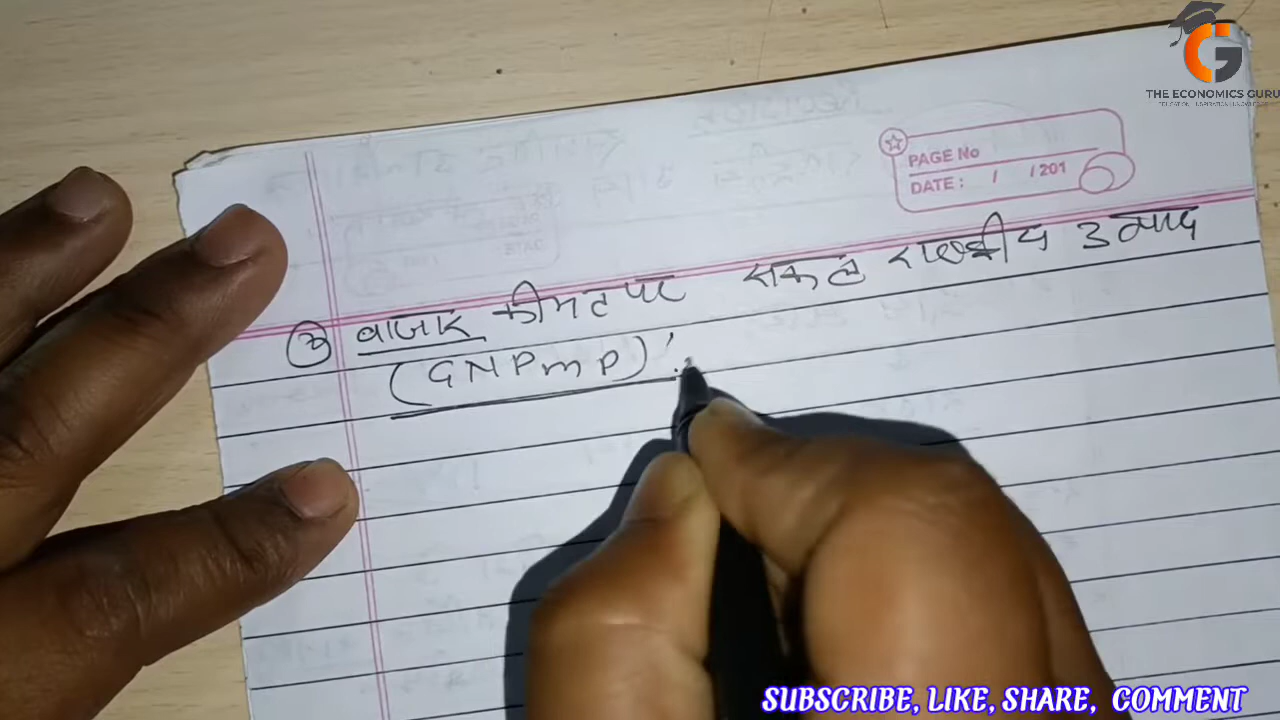 THE ECONOMICS GURU
PAGE No
DATE : / / 201
③ बाजार कीमत पर सकल राष्ट्रीय उत्पाद
(GNPmP) :
SUBSCRIBE, LIKE, SHARE, COMMENT